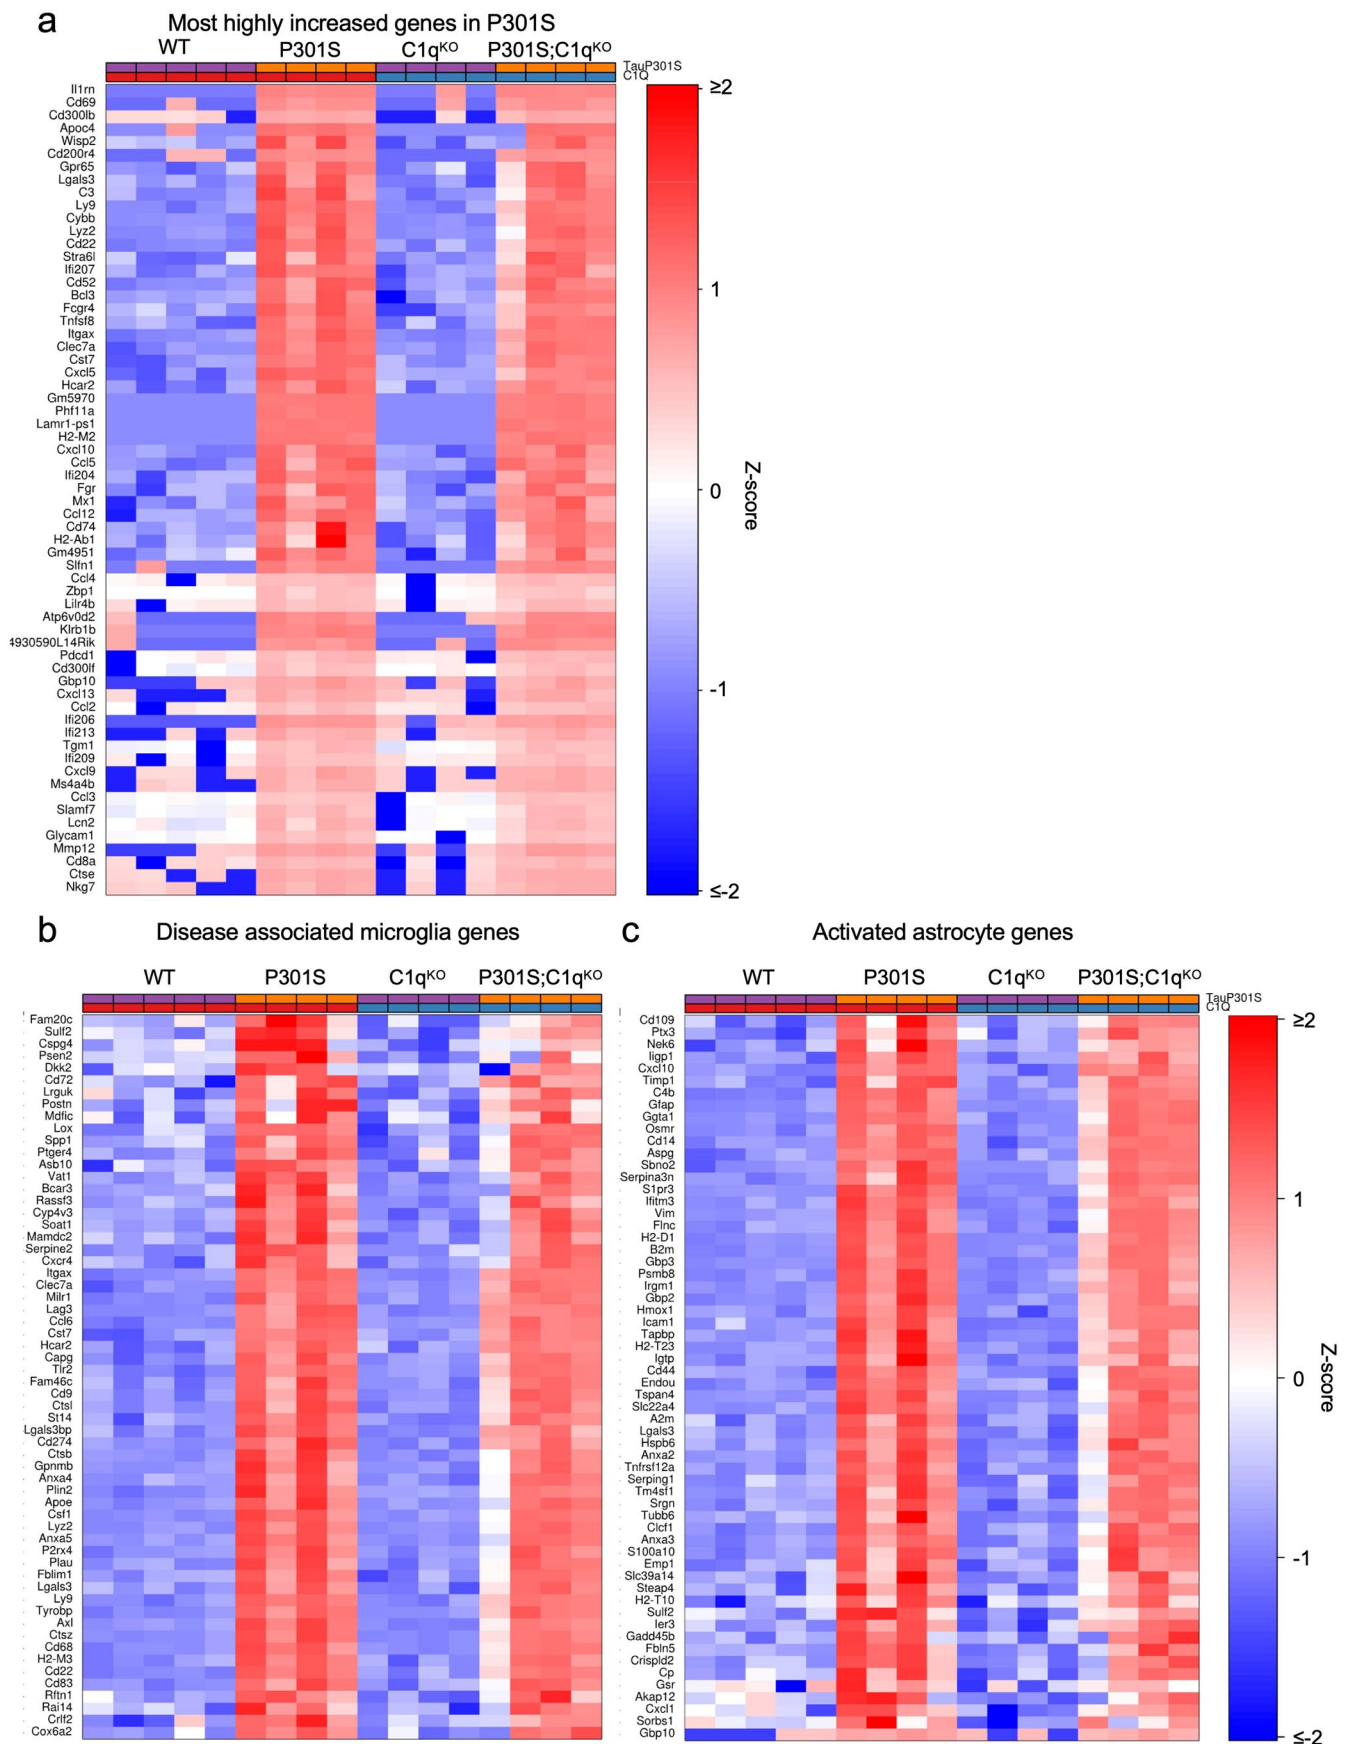 a
Most highly increased genes in P301S
WT P301S C1qKO P301S;C1qKO
TauP301S
C1Q
Il1rn
Cd69
Cd300lb
Apoc4
Wisp2
Cd200r4
Gpr65
Lgals3
C3
Ly9
Cybb
Lyz2
Cd22
Stra6l
Ifi207
Cd52
Bcl3
Fcgr4
Tnfsf8
Itgax
Clec7a
Cst7
Cxcl5
Hcar2
Gm5970
Phf11a
Lamr1-ps1
H2-M2
Cxcl10
Ccl5
Ifi204
Fgr
Mx1
Ccl12
Cd74
H2-Ab1
Gm4951
Slfn1
Ccl4
Zbp1
Lilr4b
Atp6v0d2
Klrb1b
4930590L14Rik
Pdcd1
Cd300lf
Gbp10
Cxcl13
Ccl2
Ifi206
Ifi213
Tgm1
Ifi209
Cxcl9
Ms4a4b
Ccl3
Slamf7
Lcn2
Glycam1
Mmp12
Cd8a
Ctse
Nkg7
≥2
1
0
-1
≤-2
Z-score
b
Disease associated microglia genes
WT P301S C1qKO P301S;C1qKO
Fam20c
Sulf2
Cspg4
Psen2
Dkk2
Cd72
Lrguk
Postn
Mdfic
Lox
Spp1
Ptger4
Asb10
Vat1
Bcar3
Rassf3
Cyp4v3
Soat1
Mamdc2
Serpine2
Cxcr4
Itgax
Clec7a
Milr1
Lag3
Ccl6
Cst7
Hcar2
Capg
Tlr2
Fam46c
Cd9
Ctsl
St14
Lgals3bp
Cd274
Ctsb
Gpnmb
Anxa4
Plin2
Apoe
Csf1
Lyz2
Anxa5
P2rx4
Plau
Fblim1
Lgals3
Ly9
Tyrobp
Axl
Ctsz
Cd68
H2-M3
Cd22
Cd83
Rftn1
Rai14
Crlf2
Cox6a2
c
Activated astrocyte genes
WT P301S C1qKO P301S;C1qKO
TauP301S
C1Q
Cd109
Ptx3
Nek6
Iigp1
Cxcl10
Timp1
C4b
Gfap
Ggta1
Osmr
Cd14
Aspg
Sbno2
Serpina3n
S1pr3
Ifitm3
Vim
Flnc
H2-D1
B2m
Gbp3
Psmb8
Irgm1
Gbp2
Hmox1
Icam1
Tapbp
H2-T23
Igtp
Cd44
Endou
Tspan4
Slc22a4
A2m
Lgals3
Hspb6
Anxa2
Tnfrsf12a
Serping1
Tm4sf1
Srgn
Tubb6
Clcf1
Anxa3
S100a10
Emp1
Slc39a14
Steap4
H2-T10
Sulf2
Ier3
Gadd45b
Fbln5
Crispld2
Cp
Gsr
Akap12
Cxcl1
Sorbs1
Gbp10
≥2
1
0
-1
≤-2
Z-score